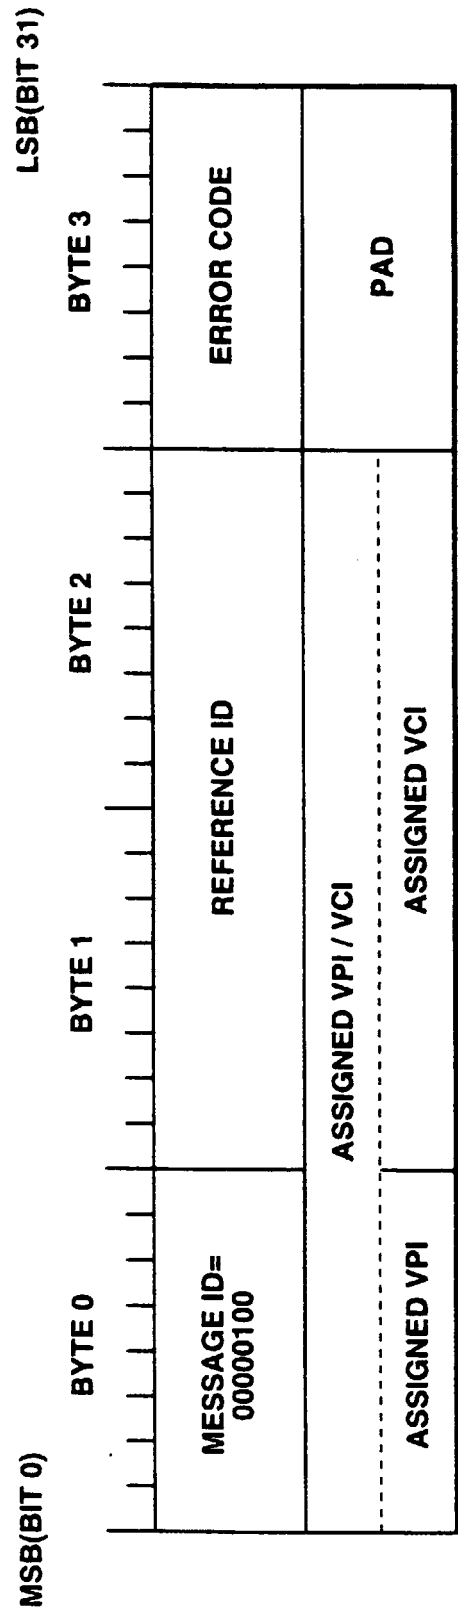 MSB(BIT 0)
LSB(BIT 31)
BYTE 0
BYTE 1
BYTE 2
BYTE 3
MESSAGE ID=
00000100
REFERENCE ID
ERROR CODE
ASSIGNED VPI / VCI
PAD
ASSIGNED VPI
ASSIGNED VCI